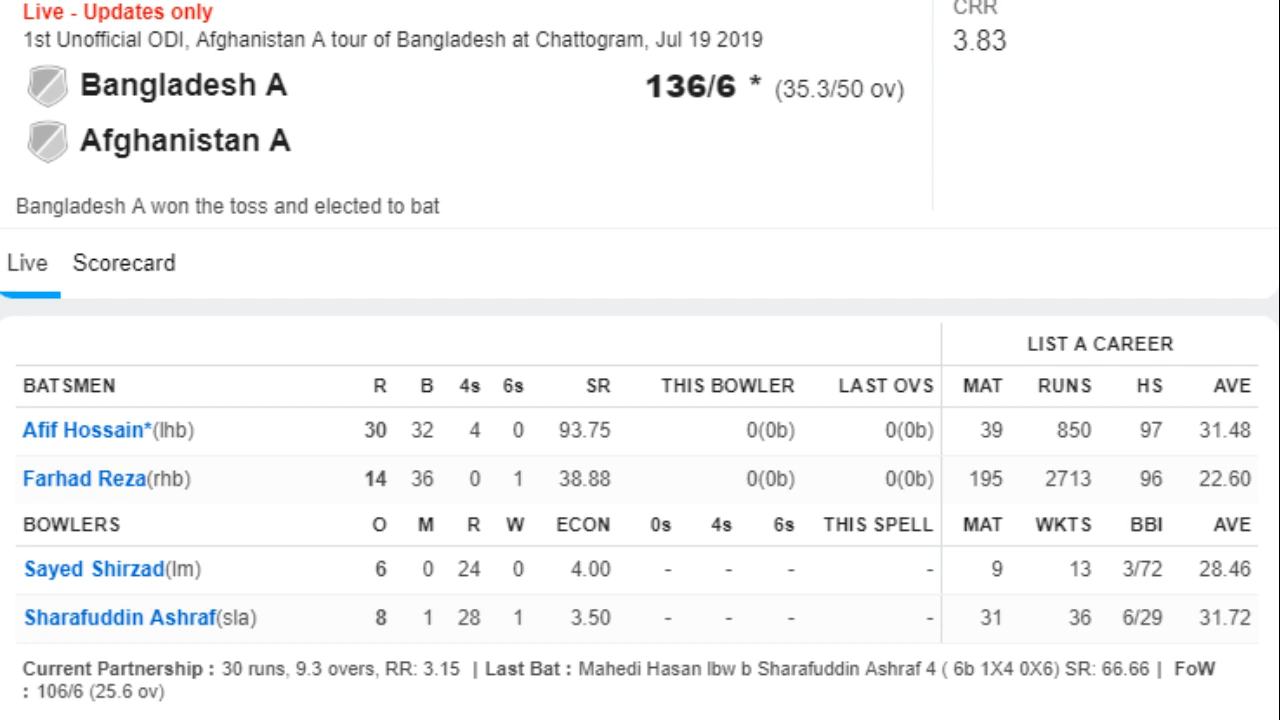 Live - Updates only
CRR
1st Unofficial ODI, Afghanistan A tour of Bangladesh at Chattogram, Jul 19 2019
3.83
Bangladesh A 136/6 * (35.3/50 ov)
Afghanistan A
Bangladesh A won the toss and elected to bat
Live Scorecard
LIST A CAREER
BATSMEN R B 4s 6s SR THIS BOWLER LAST OVS MAT RUNS HS AVE
Afif Hossain*(lhb) 30 32 4 0 93.75 0(0b) 0(0b) 39 850 97 31.48
Farhad Reza(rhb) 14 36 0 1 38.88 0(0b) 0(0b) 195 2713 96 22.60
BOWLERS O M R W ECON 0s 4s 6s THIS SPELL MAT WKTS BBI AVE
Sayed Shirzad(lm) 6 0 24 0 4.00 - - - - 9 13 3/72 28.46
Sharafuddin Ashraf(sla) 8 1 28 1 3.50 - - - - 31 36 6/29 31.72
Current Partnership : 30 runs, 9.3 overs, RR: 3.15 | Last Bat : Mahedi Hasan lbw b Sharafuddin Ashraf 4 ( 6b 1X4 0X6) SR: 66.66 | FoW
: 106/6 (25.6 ov)